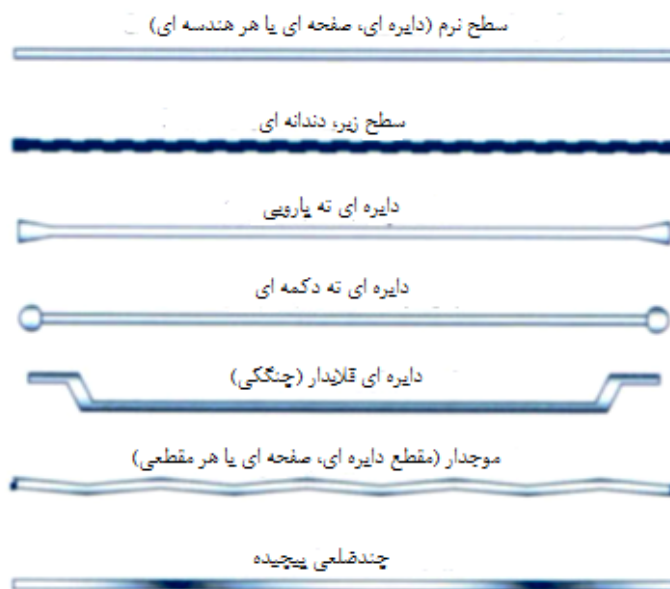 سطح نرم (دایره ای، صفحه ای یا هر هندسه ای)
سطح زبر، دندانه ای
دایره ای ته پارویی
دایره ای ته دکمه ای
دایره ای قلابدار (چنگکی)
موجدار (مقطع دایره ای، صفحه ای یا هر مقطعی)
چندضلعی پیچیده